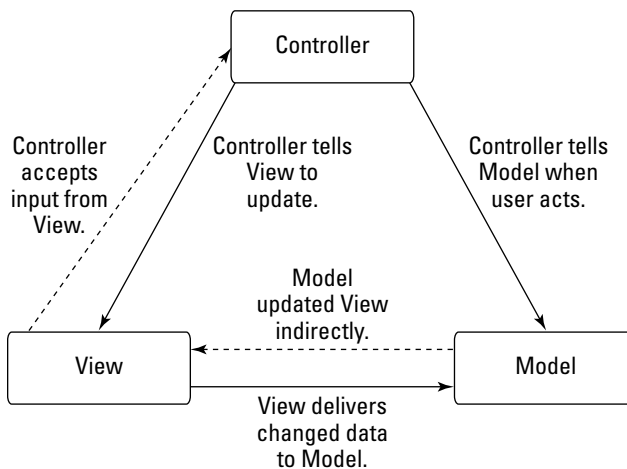 Controller
Controller
accepts
input from
View.
Controller tells
View to
update.
Controller tells
Model when
user acts.
Model
updated View
indirectly.
View
Model
View delivers
changed data
to Model.